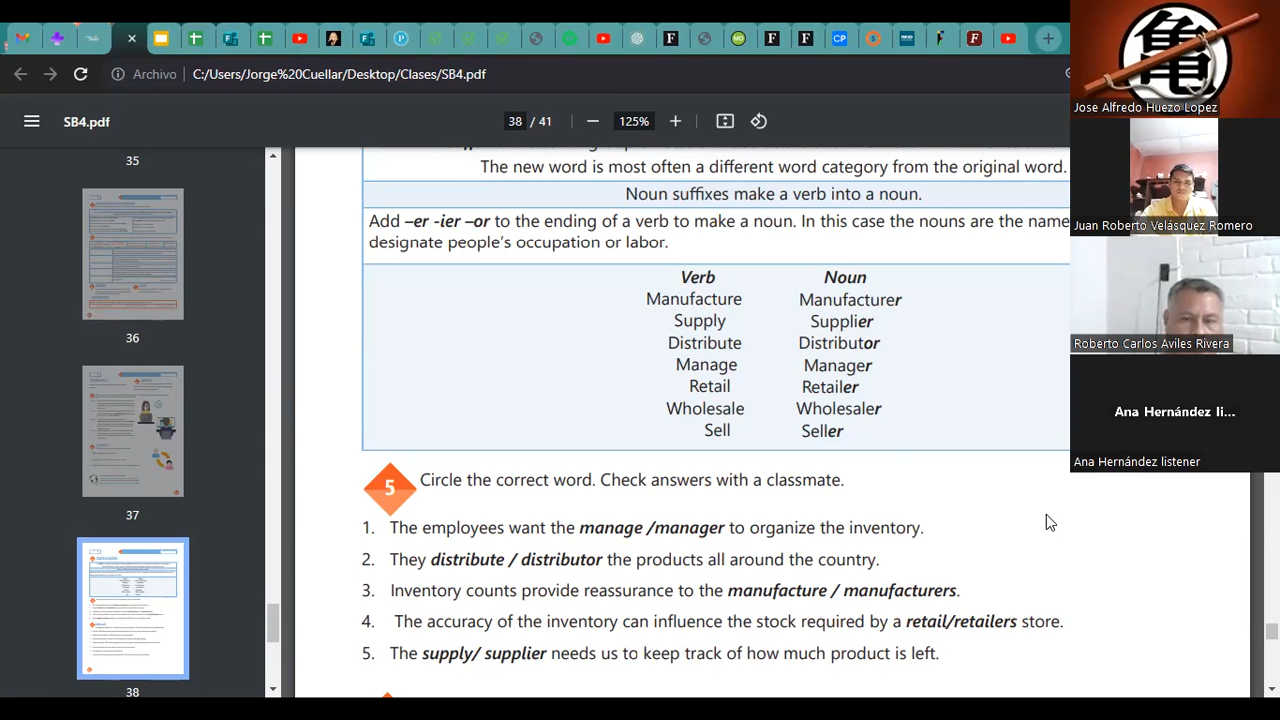 Archivo
C:/Users/Jorge%20Cuellar/Desktop/Clases/SB4.pdf
SB4.pdf
38 / 41
125%
35
36
37
38
The new word is most often a different word category from the original word.
Noun suffixes make a verb into a noun.
Add –er -ier –or to the ending of a verb to make a noun. In this case the nouns are the name
designate people's occupation or labor.
Verb Noun
Manufacture Manufacturer
Supply Supplier
Distribute Distributor
Manage Manager
Retail Retailer
Wholesale Wholesaler
Sell Seller
5 Circle the correct word. Check answers with a classmate.
1. The employees want the manage /manager to organize the inventory.
2. They distribute / distibutor the products all around the country.
3. Inventory counts provide reassurance to the manufacture / manufacturers.
4. The accuracy of the inventory can influence the stock required by a retail/retailers store.
5. The supply/ supplier needs us to keep track of how much product is left.
亀
Jose Alfredo Huezo Lopez
Juan Roberto Velásquez Romero
Roberto Carlos Aviles Rivera
Ana Hernández li...
Ana Hernández listener